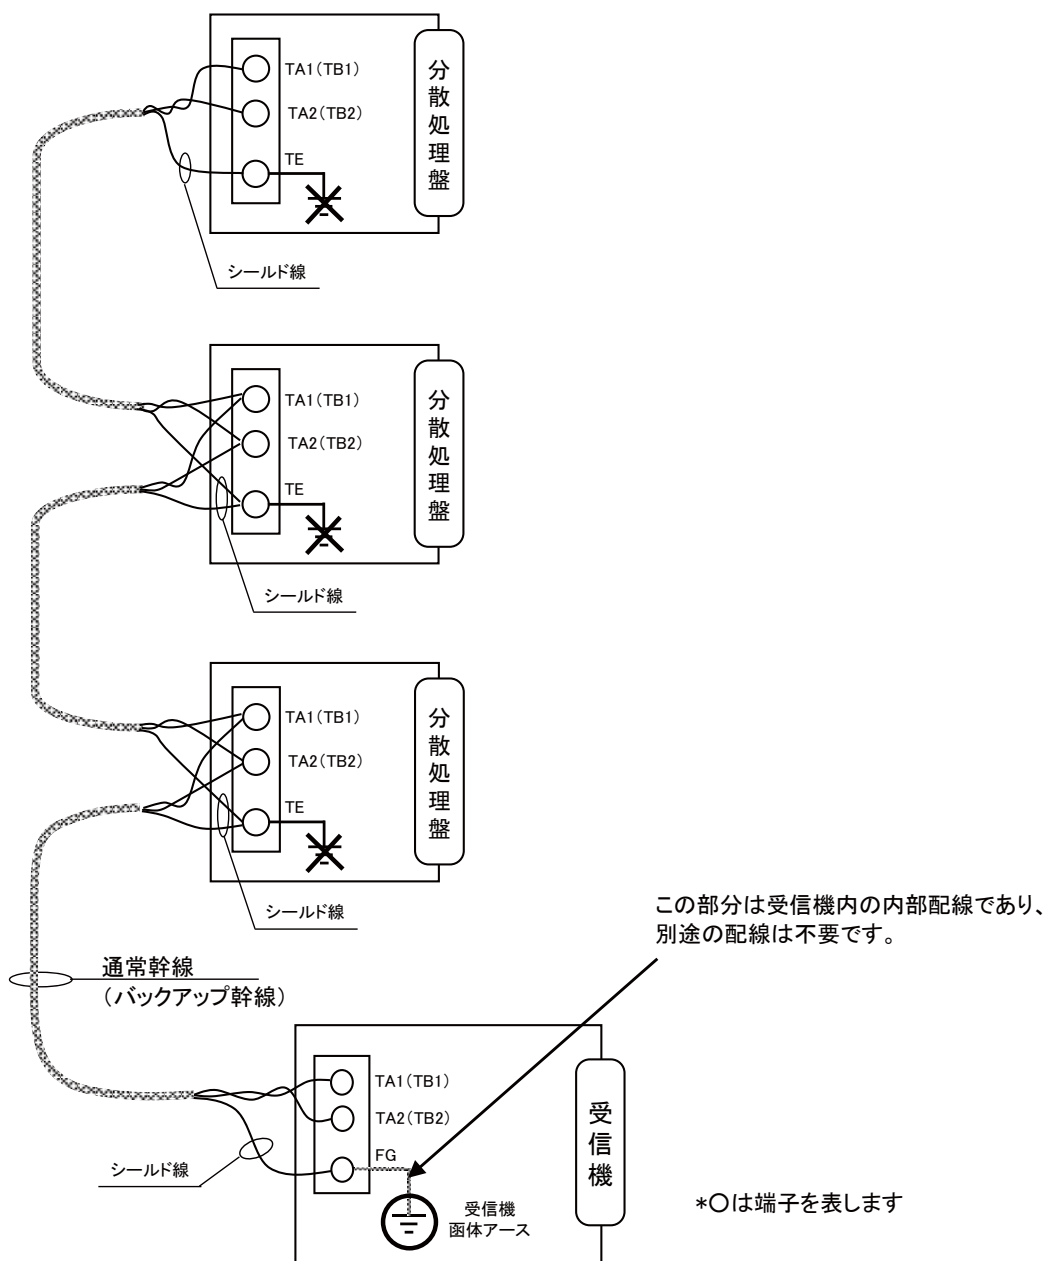 TA1(TB1)
TA2(TB2)
TE
分散処理盤
シールド線
TA1(TB1)
TA2(TB2)
TE
分散処理盤
シールド線
TA1(TB1)
TA2(TB2)
TE
分散処理盤
シールド線
この部分は受信機内の内部配線であり、
別途の配線は不要です。
通常幹線
(バックアップ幹線)
TA1(TB1)
TA2(TB2)
FG
受信機
シールド線
受信機
函体アース
*〇は端子を表します